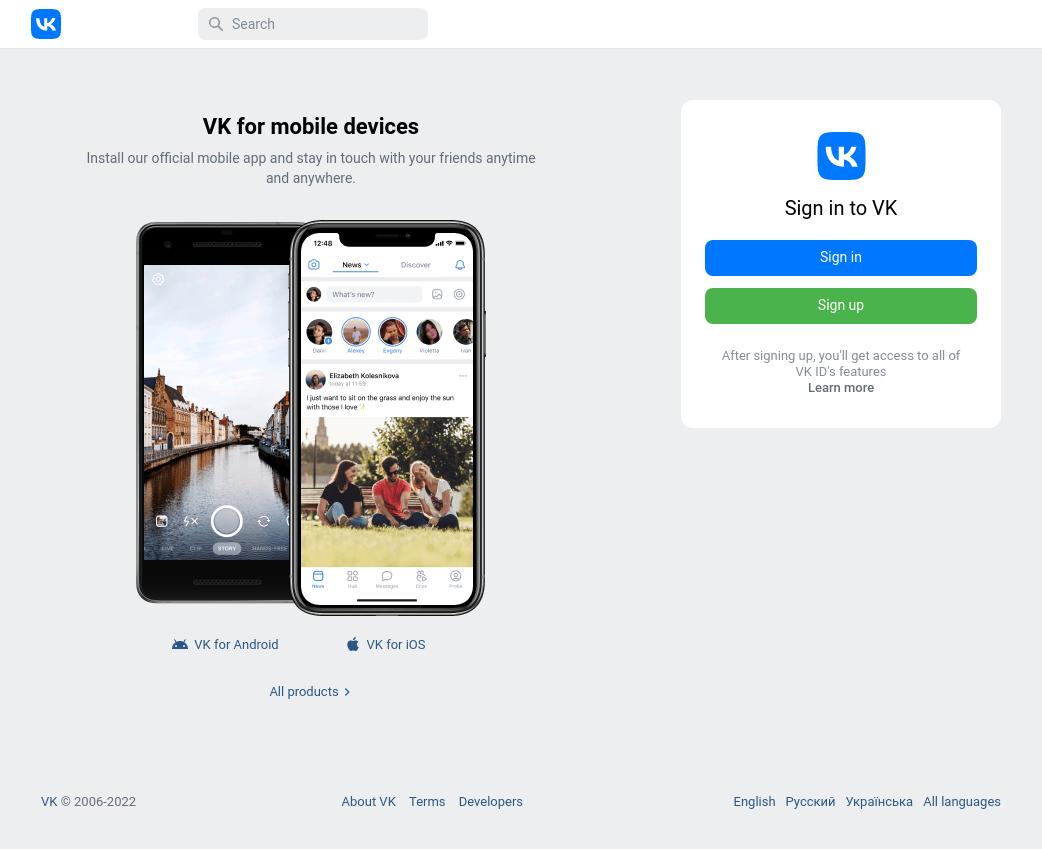 Search
VK for mobile devices
Install our official mobile app and stay in touch with your friends anytime
and anywhere.
12:48
News
Discover
What's new?
Alexey
Evgeny
Violetta
Ivan
Elizabeth Kolesnikova
today at 11:59
I just want to sit on the grass and enjoy the sun
with those I love
LIVE
CLIP
STORY
HANDS-FREE
News
Hub
Messages
Clips
Profile
VK for Android
VK for iOS
All products
Sign in to VK
Sign in
Sign up
After signing up, you'll get access to all of
VK ID's features
Learn more
VK © 2006-2022
About VK Terms Developers
English Русский Українська All languages